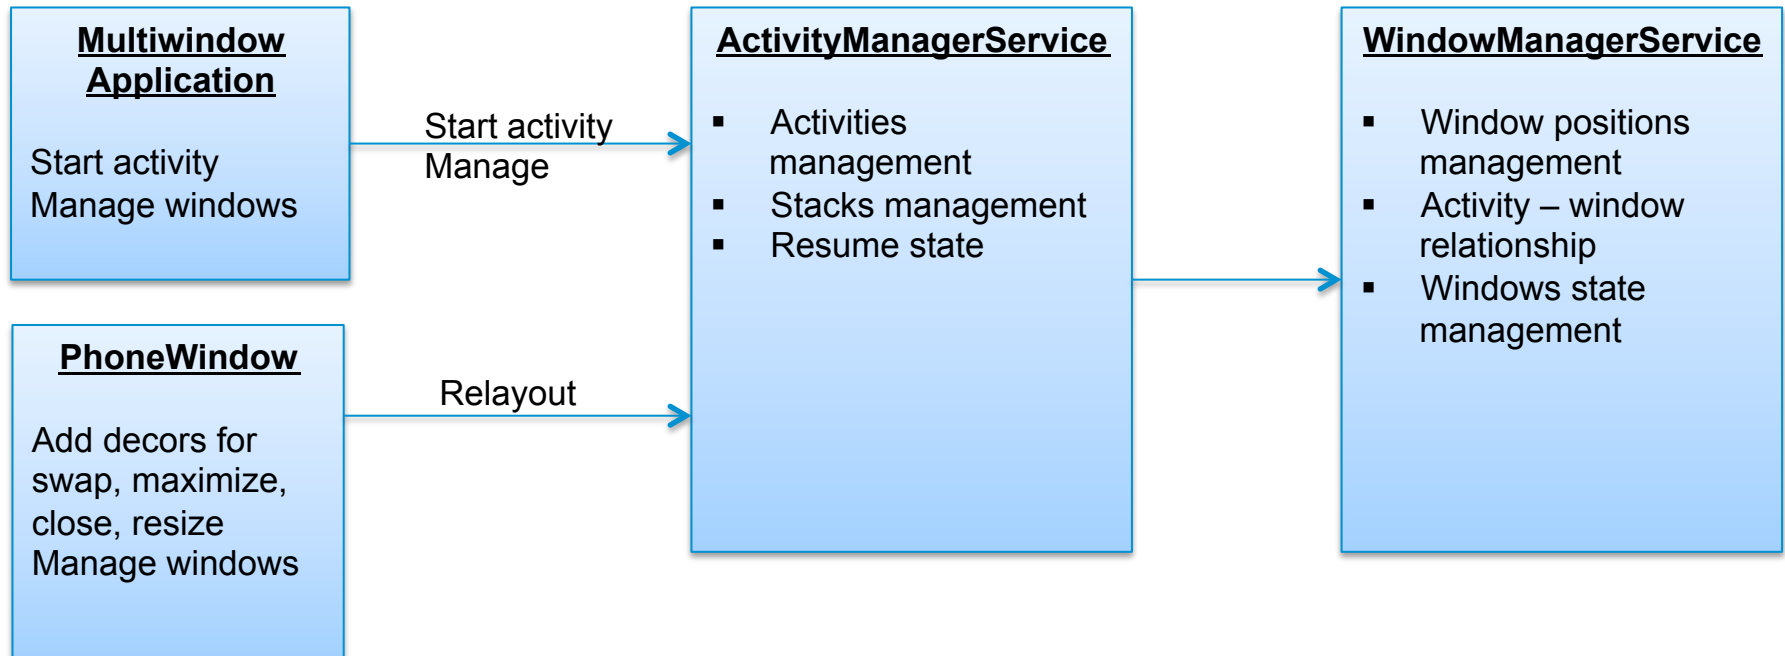 Multiwindow
Application
Start activity
Manage windows
Start activity
Manage
PhoneWindow
Add decors for
swap, maximize,
close, resize
Manage windows
Relayout
ActivityManagerService
▪ Activities
management
▪ Stacks management
▪ Resume state
WindowManagerService
▪ Window positions
management
▪ Activity – window
relationship
▪ Windows state
management